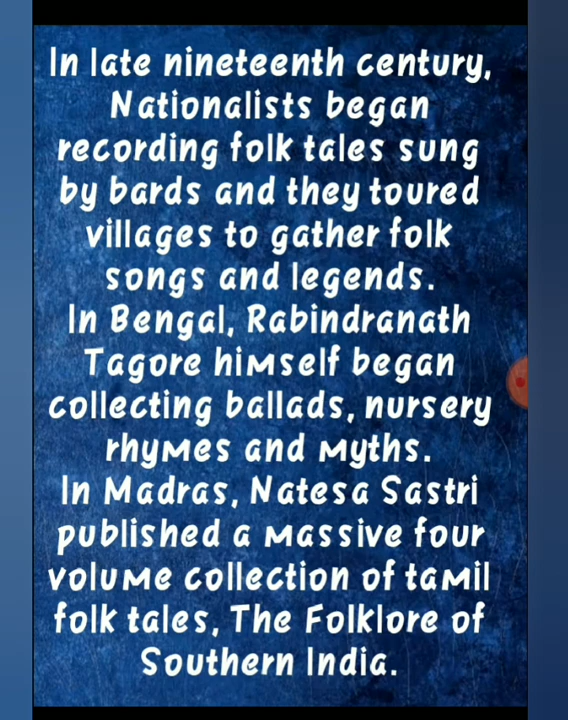 In late nineteenth century,
Nationalists began
recording folk tales sung
by bards and they toured
villages to gather folk
songs and legends.
In Bengal, Rabindranath
Tagore himself began
collecting ballads, nursery
rhymes and myths.
In Madras, Natesa Sastri
published a massive four
volume collection of tamil
folk tales, The Folklore of
Southern India.